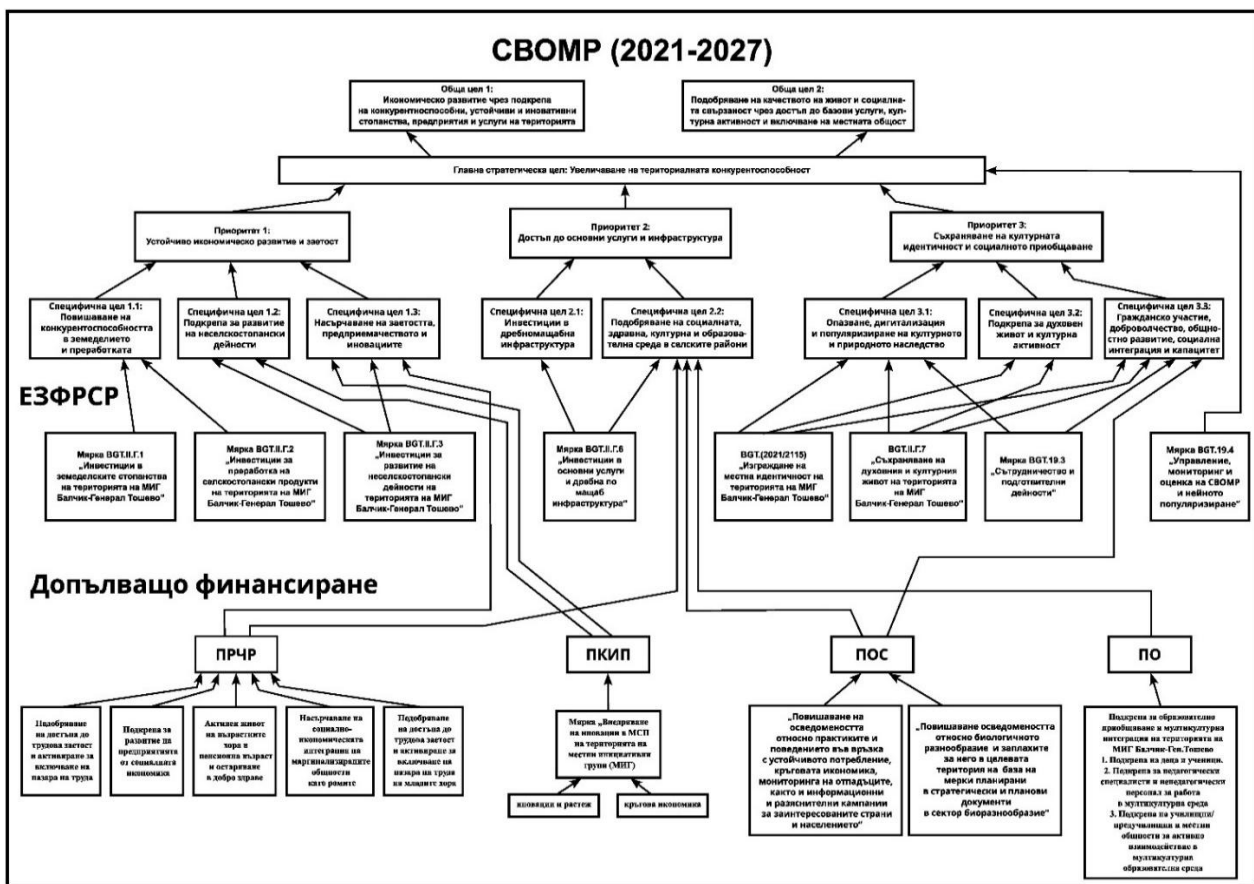 СВОМР (2021-2027)
Обща цел 1:
Икономическо развитие чрез подкрепа
на конкурентноспособни, устойчиви и иновативни
стопанства, предприятия и услуги на територията
Обща цел 2:
Подобряване на качеството на живот и социална-
та свързаност чрез достъп до базови услуги, кул-
турна активност и включване на местната общост
Главна стратегическа цел: Увеличаване на териториалната конкурентоспособност
Приоритет 1:
Устойчиво икономическо развитие и заетост
Приоритет 2:
Достъп до основни услуги и инфраструктура
Приоритет 3:
Съхраняване на културната
идентичност и социалното приобщаване
Специфична цел 1.1:
Повишаване на
конкурентоспособността
в земеделието
и преработката
Специфична цел 1.2:
Подкрепа за развитие
на неселскостопански
дейности
Специфична цел 1.3:
Насърчаване на заетостта,
предприемачеството и
иновациите
Специфична цел 2.1:
Инвестиции в
дребномащабна
инфраструктура
Специфична цел 2.2:
Подобряване на социалната,
здравна, културна и образова-
телна среда в селските райони
Специфична цел 3.1:
Опазване, дигитализация
и популяризиране на културното
и природното наследство
Специфична цел 3.2:
Подкрепа за духовен
живот и културна
активност
Специфична цел 3.3:
Гражданско участие,
доброволчество, общно-
стно развитие, социална
интеграция и капацитет
ЕЗФРСР
Мярка BGT.II.Г.1
„Инвестиции в
земеделските стопанства
на територията на МИГ
Балчик-Генерал Тошево“
Мярка BGT.II.Г.2
„Инвестиции за
преработка на
селскостопански продукти
на територията на МИГ
Балчик-Генерал Тошево“
Мярка BGT.II.Г.3
„Инвестиции за
развитие на
неселскостопански
дейности на
територията на МИГ
Балчик-Генерал Тошево“
Мярка BGT.II.Г.6
„Инвестиции в
основни услуги
и дребна по
мащаб
инфраструктура“
BGT.(2021/2115)
„Изграждане на
местна идентичност на
територията на МИГ
Балчик-Генерал Тошево“
BGT.II.Г.7
„Съхраняване на
духовния и културния
живот на територията
на МИГ
Балчик-Генерал Тошево“
Мярка BGT.19.3
„Сътрудничество и
подготвителни
дейности“
Мярка BGT.19.4
„Управление,
мониторинг и
оценка на СВОМР
и нейното
популяризиране“
Допълващо финансиране
ПРЧР
ПКИП
ПОС
ПО
Подобряване
на достъпа до
трудова заетост
и активиране за
включване на
пазара на труда
Подкрепа за
развитие на
предприятията
от социалната
икономика
Активен живот
на възрастните
хора в
пенсионна възраст
и остаряване
в добро здраве
Насърчаване на
социално-
икономическата
интеграция на
маргинализираните
общности
като ромите
Подобряване
на достъпа до
трудова заетост
и активиране за
включване на
пазара на труда
на младите хора
Мярка „Внедряване
на иновации в МСП
на територията на
местни инициативни
групи (МИГ)
иновации и растеж
кръгова икономика
„Повишаване на
осведомеността
относно практиките и
поведението във връзка
с устойчивото потребление,
кръговата икономика,
мониторинга на отпадъците,
както и информационни
и разяснителни кампании
за заинтересованите страни
и населението“
„Повишаване осведомеността
относно биологичното
разнообразие и заплахите
за него в целевата
територия на база на
мерки планирани
в стратегически и планови
документи
в сектор биоразнообразие“
Подкрепа за образователно
приобщаване и мултикултурна
интеграция на територията на
МИГ Балчик-Ген.Тошево
1. Подкрепа на деца и ученици.
2. Подкрепа за педагогически
специалисти и непедагогически
персонал за работа
в мултикултурна среда
3. Подкрепа на училищни/
предучилищни и местни
общности за активно
взаимодействие в
мултикултурна
образователна среда